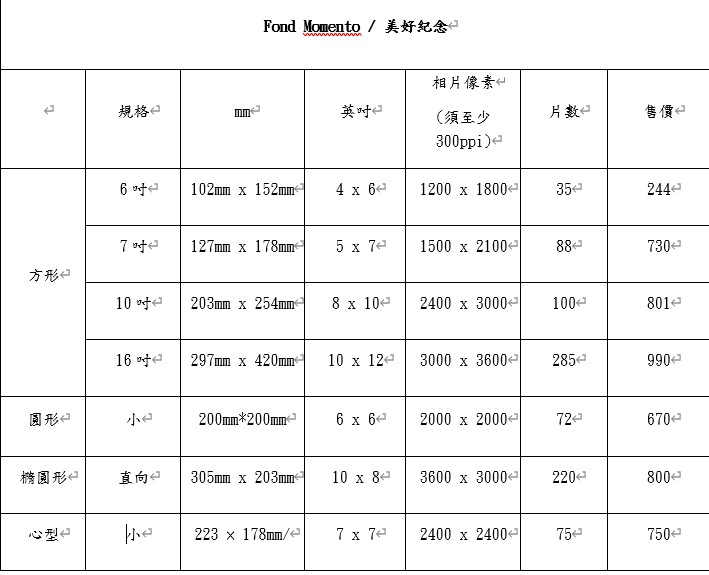 Fond Momento / 美好紀念
規格 mm 英吋 相片像素 片數 售價
(須至少
300ppi)
方形
6 吋 102mm x 152mm 4 x 6 1200 x 1800 35 244
7 吋 127mm x 178mm 5 x 7 1500 x 2100 88 730
10 吋 203mm x 254mm 8 x 10 2400 x 3000 100 801
16 吋 297mm x 420mm 10 x 12 3000 x 3600 285 990
圓形 小 200mm*200mm 6 x 6 2000 x 2000 72 670
橢圓形 直向 305mm x 203mm 10 x 8 3600 x 3000 220 800
心型 小 223 × 178mm/ 7 x 7 2400 x 2400 75 750